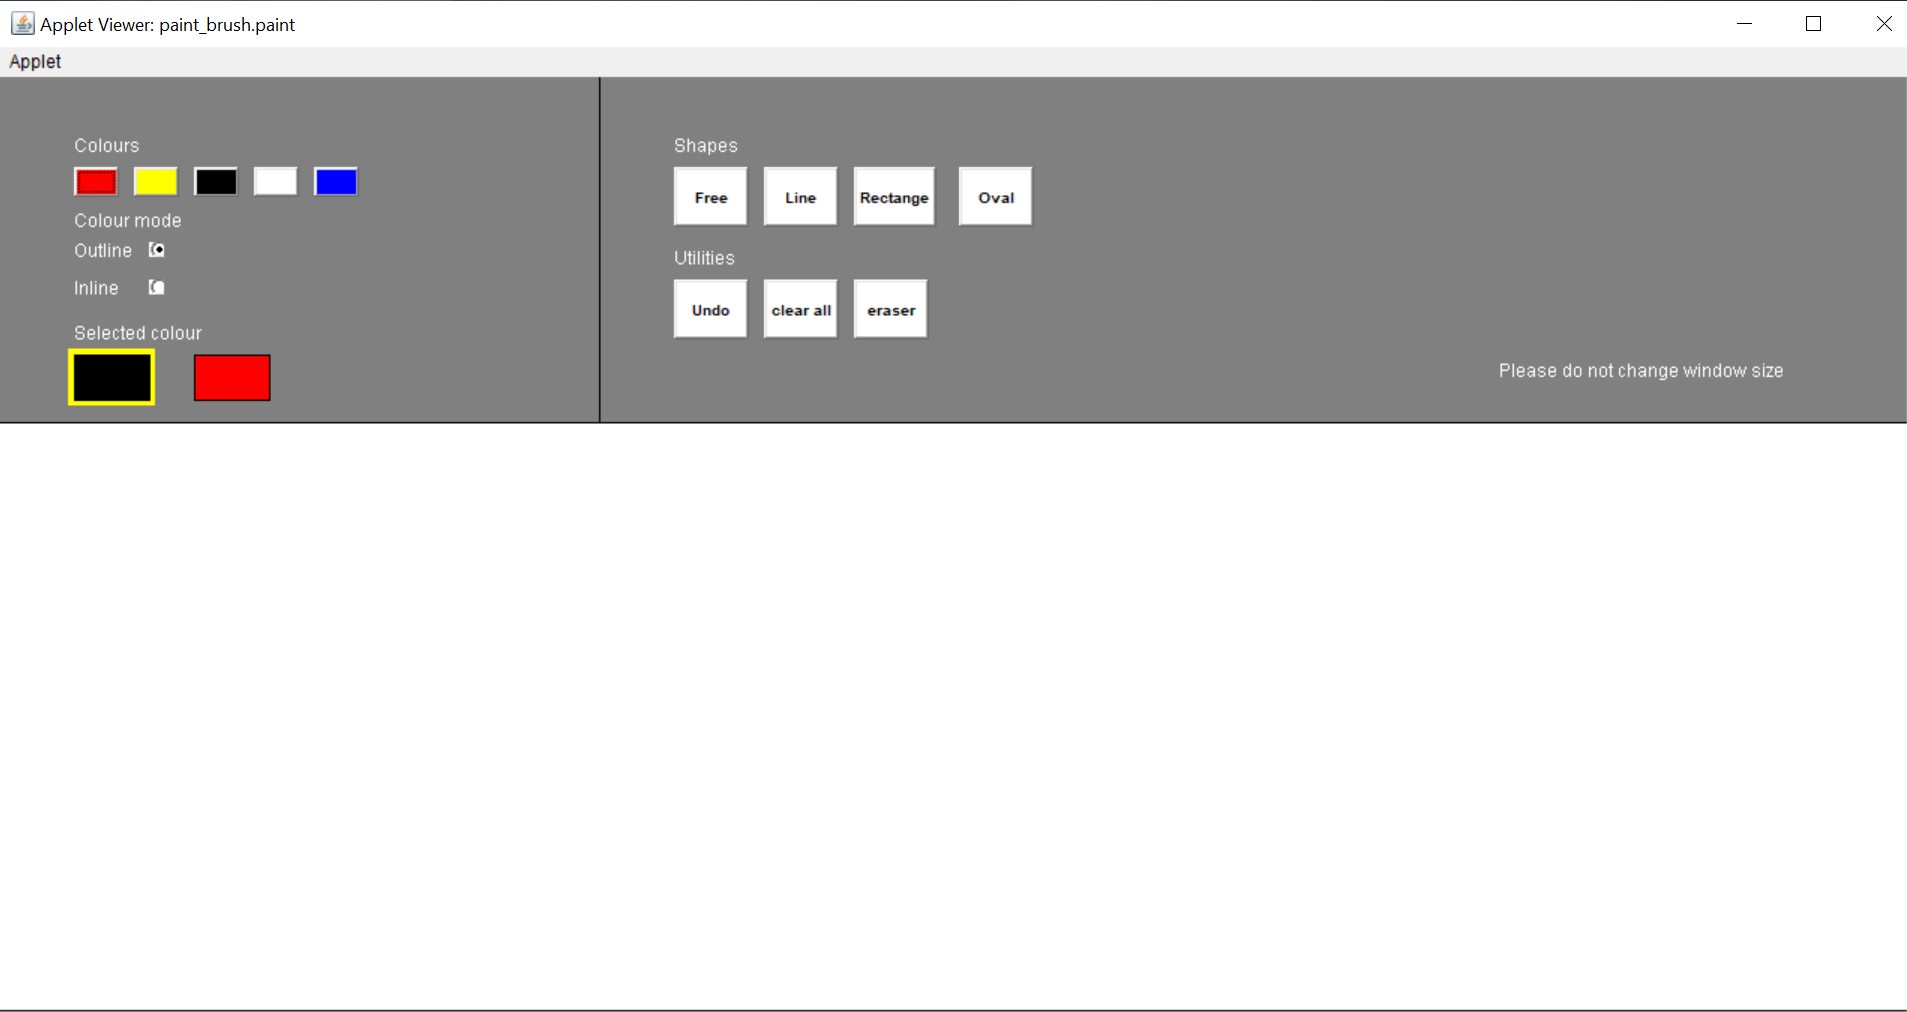 Applet Viewer: paint_brush.paint
Applet
Colours
Colour mode
Outline
Inline
Selected colour
Shapes
Free Line Rectange Oval
Utilities
Undo clear all eraser
Please do not change window size